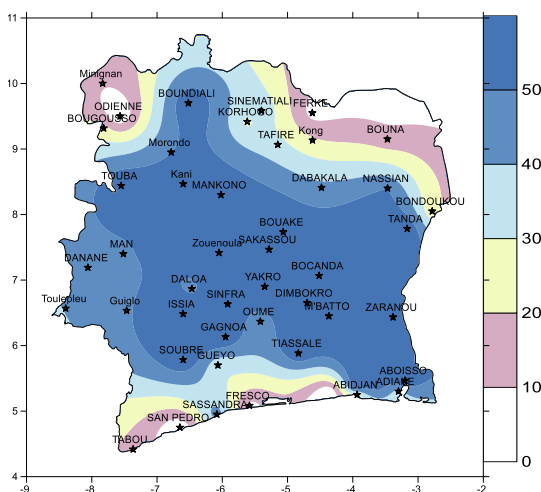 11
10
9
8
7
6
5
4
-9
-8
-7
-6
-5
-4
-3
-2
50
40
30
20
10
0
Minignan
ODIENNE
BOUGOUSSO
BOUNDIALI
SINEMATIALI
FERKE
KORHOGO
TAFIRE
Kong
BOUNA
Morondo
TOUBA
Kani
MANKONO
DABAKALA
NASSIAN
BONDOUKOU
TANDA
BOUAKE
MAN
Zouenoula
SAKASSOU
DANANE
BOCANDA
DALOA
YAKRO
Toulepleu
Guiglo
ISSIA
SINFRA
DIMBOKRO
M'BATTO
ZARANOU
OUME
GAGNOA
TIASSALE
SOUBRE
GUEYO
ABOISSO
ADIAKE
ABIDJAN
FRESCO
SASSANDRA
SAN PEDRO
TABOU